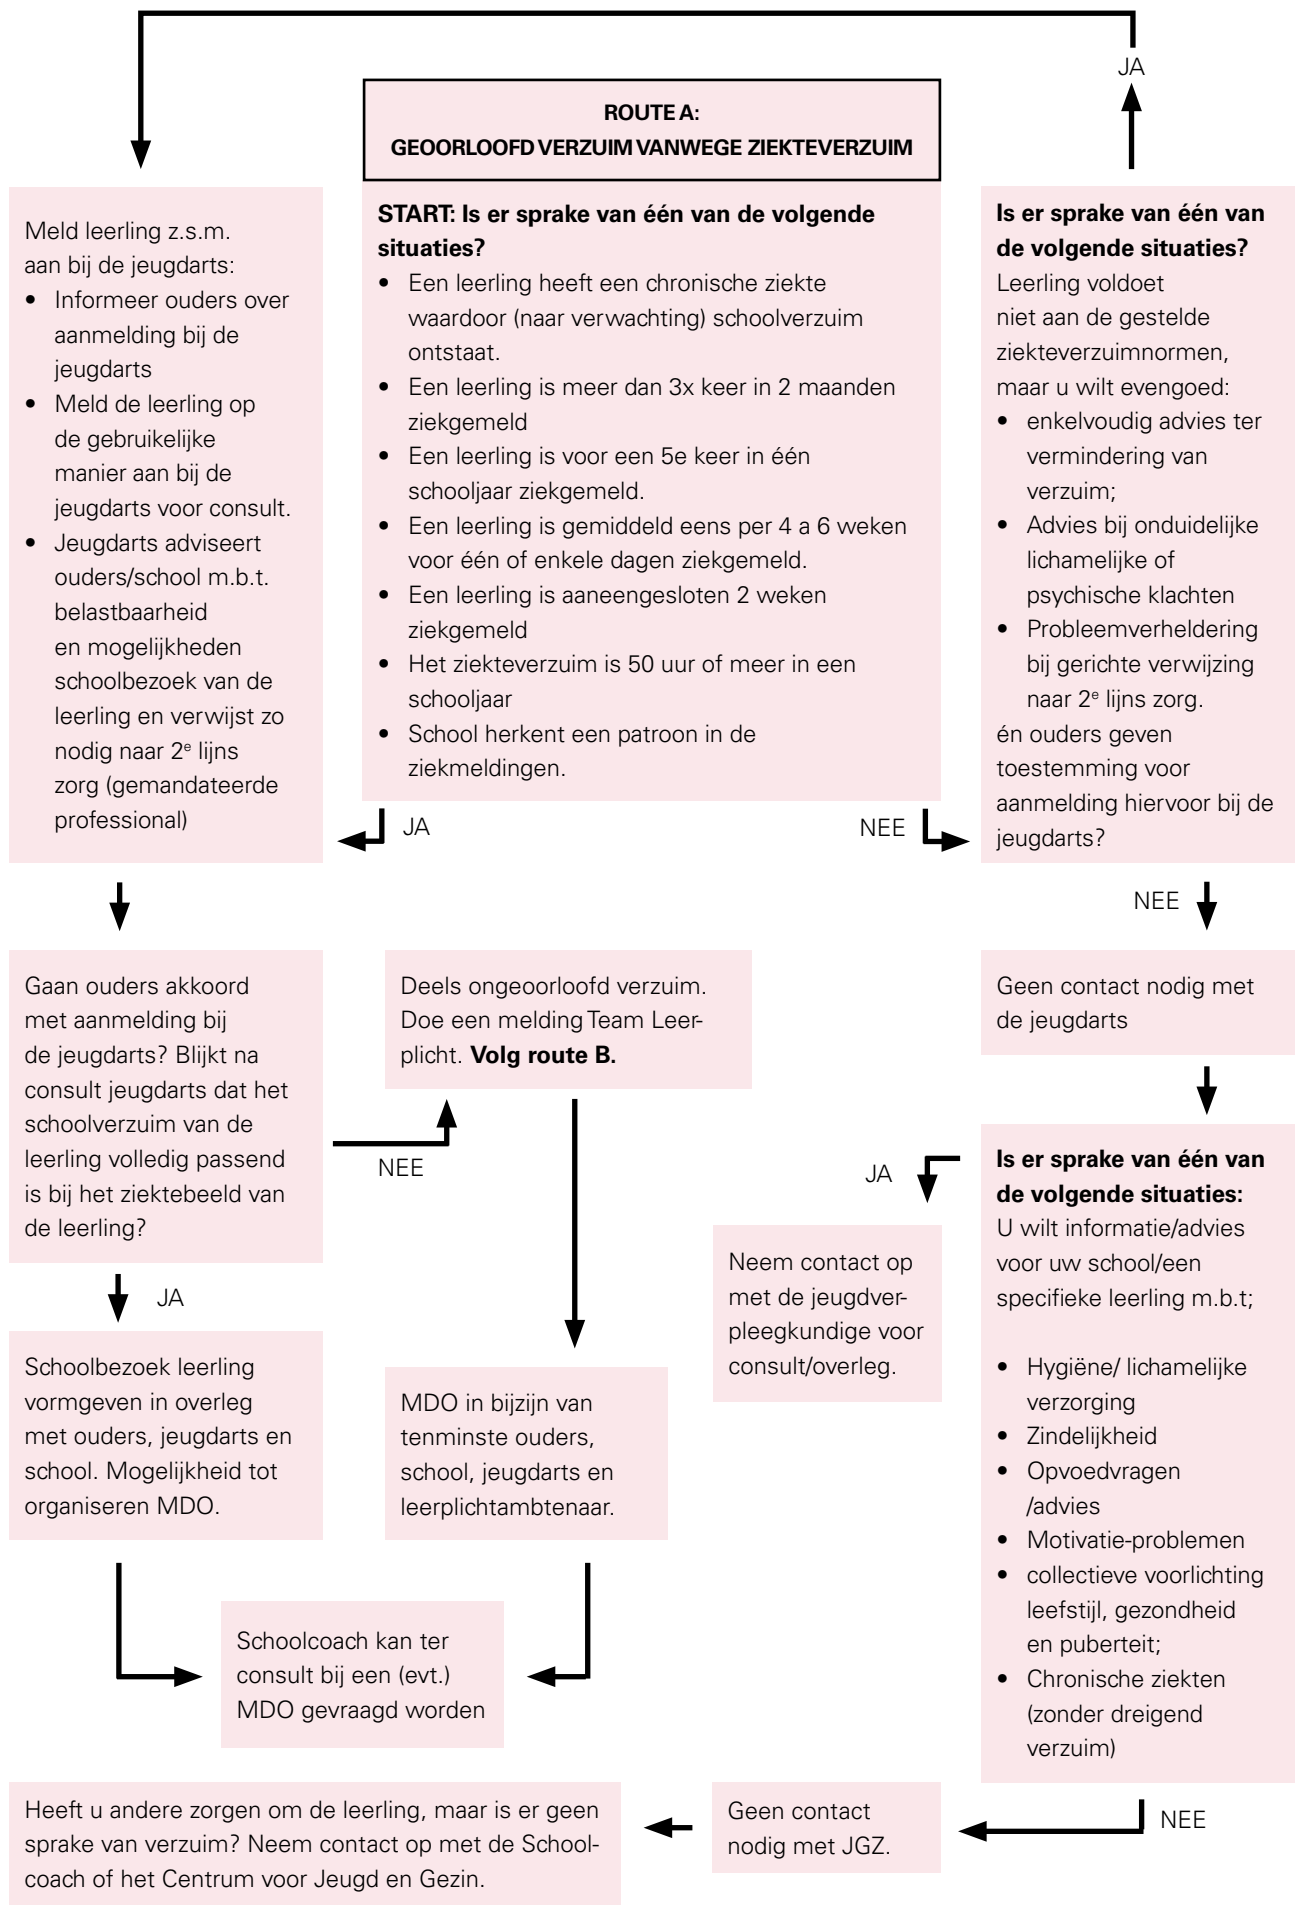 JA
ROUTE A:
GEOORLOOFD VERZUIM VANWEGE ZIEKTEVERZUIM
START: Is er sprake van één van de volgende
situaties?
• Een leerling heeft een chronische ziekte
waardoor (naar verwachting) schoolverzuim
ontstaat.
• Een leerling is meer dan 3x keer in 2 maanden
ziekgemeld
• Een leerling is voor een 5e keer in één
schooljaar ziekgemeld.
• Een leerling is gemiddeld eens per 4 a 6 weken
voor één of enkele dagen ziekgemeld.
• Een leerling is aaneengesloten 2 weken
ziekgemeld
• Het ziekteverzuim is 50 uur of meer in een
schooljaar
• School herkent een patroon in de
ziekmeldingen.
JA
NEE
Meld leerling z.s.m.
aan bij de jeugdarts:
• Informeer ouders over
aanmelding bij de
jeugdarts
• Meld de leerling op
de gebruikelijke
manier aan bij de
jeugdarts voor consult.
• Jeugdarts adviseert
ouders/school m.b.t.
belastbaarheid
en mogelijkheden
schoolbezoek van de
leerling en verwijst zo
nodig naar 2e lijns
zorg (gemandateerde
professional)
Is er sprake van één van
de volgende situaties?
Leerling voldoet
niet aan de gestelde
ziekteverzuimnormen,
maar u wilt evengoed:
• enkelvoudig advies ter
vermindering van
verzuim;
• Advies bij onduidelijke
lichamelijke of
psychische klachten
• Probleemverheldering
bij gerichte verwijzing
naar 2e lijns zorg.
én ouders geven
toestemming voor
aanmelding hiervoor bij de
jeugdarts?
NEE
Gaan ouders akkoord
met aanmelding bij
de jeugdarts? Blijkt na
consult jeugdarts dat het
schoolverzuim van de
leerling volledig passend
is bij het ziektebeeld van
de leerling?
NEE
Deels ongeoorloofd verzuim.
Doe een melding Team Leer-
plicht. Volg route B.
Geen contact nodig met
de jeugdarts
JA
Schoolbezoek leerling
vormgeven in overleg
met ouders, jeugdarts en
school. Mogelijkheid tot
organiseren MDO.
MDO in bijzijn van
tenminste ouders,
school, jeugdarts en
leerplichtambtenaar.
JA
Neem contact op
met de jeugdver-
pleegkundige voor
consult/overleg.
Is er sprake van één van
de volgende situaties:
U wilt informatie/advies
voor uw school/een
specifieke leerling m.b.t;
• Hygiëne/ lichamelijke
verzorging
• Zindelijkheid
• Opvoedvragen
/advies
• Motivatie-problemen
• collectieve voorlichting
leefstijl, gezondheid
en puberteit;
• Chronische ziekten
(zonder dreigend
verzuim)
Schoolcoach kan ter
consult bij een (evt.)
MDO gevraagd worden
NEE
Geen contact
nodig met JGZ.
Heeft u andere zorgen om de leerling, maar is er geen
sprake van verzuim? Neem contact op met de School-
coach of het Centrum voor Jeugd en Gezin.